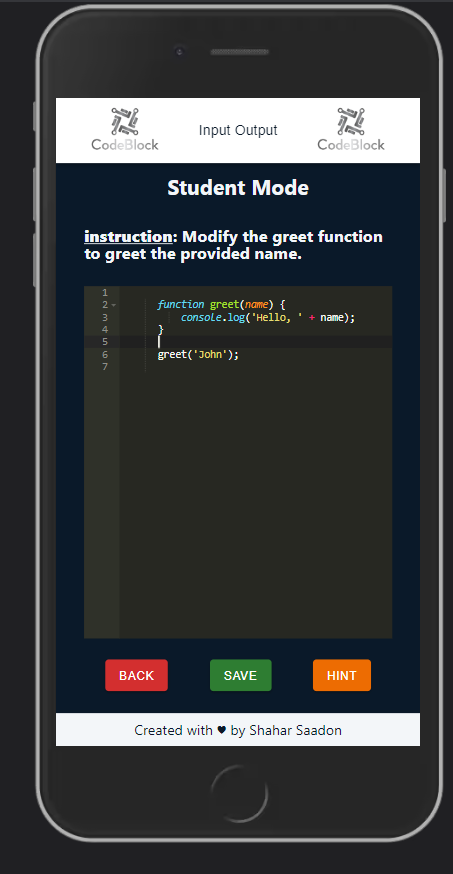 CodeBlock
Input Output
CodeBlock
Student Mode
instruction: Modify the greet function
to greet the provided name.
1
2 function greet(name) {
3 console.log('Hello, ' + name);
4 }
5
6 greet('John');
7
BACK
SAVE
HINT
Created with ♥ by Shahar Saadon